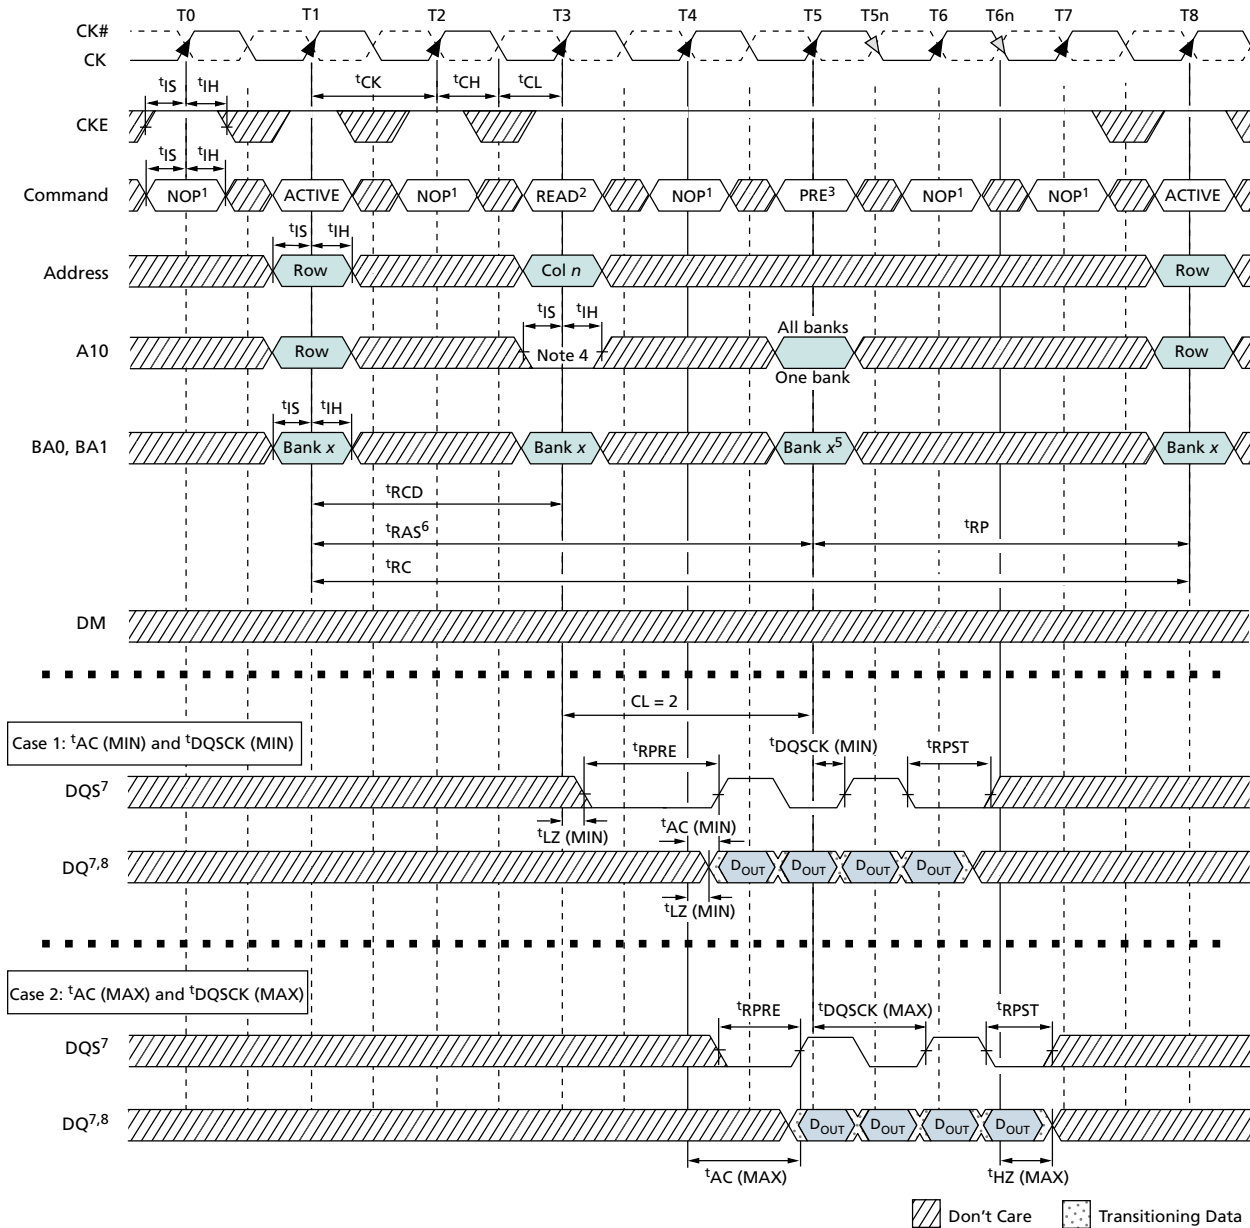 T0 T1 T2 T3 T4 T5 T5n T6 T6n T7 T8
CK#
CK
tIS tIH tCK tCH tCL
CKE
tIS tIH
Command NOP1 ACTIVE NOP1 READ2 NOP1 PRE3 NOP1 NOP1 ACTIVE
tIS tIH
Address Row Col n Row
tIS tIH All banks
A10 Row Note 4 Row
One bank
tIS tIH
BA0, BA1 Bank x Bank x Bank x5 Bank x
tRCD
tRAS6 tRP
tRC
DM
CL = 2
Case 1: tAC (MIN) and tDQSCK (MIN)
tRPRE tDQSCK (MIN) tRPST
DQS7
tLZ (MIN) tAC (MIN)
DQ7,8 DOUT DOUT DOUT DOUT
tLZ (MIN)
Case 2: tAC (MAX) and tDQSCK (MAX)
tRPRE tDQSCK (MAX) tRPST
DQS7
DQ7,8 DOUT DOUT DOUT DOUT
tAC (MAX) tHZ (MAX)
Don't Care Transitioning Data